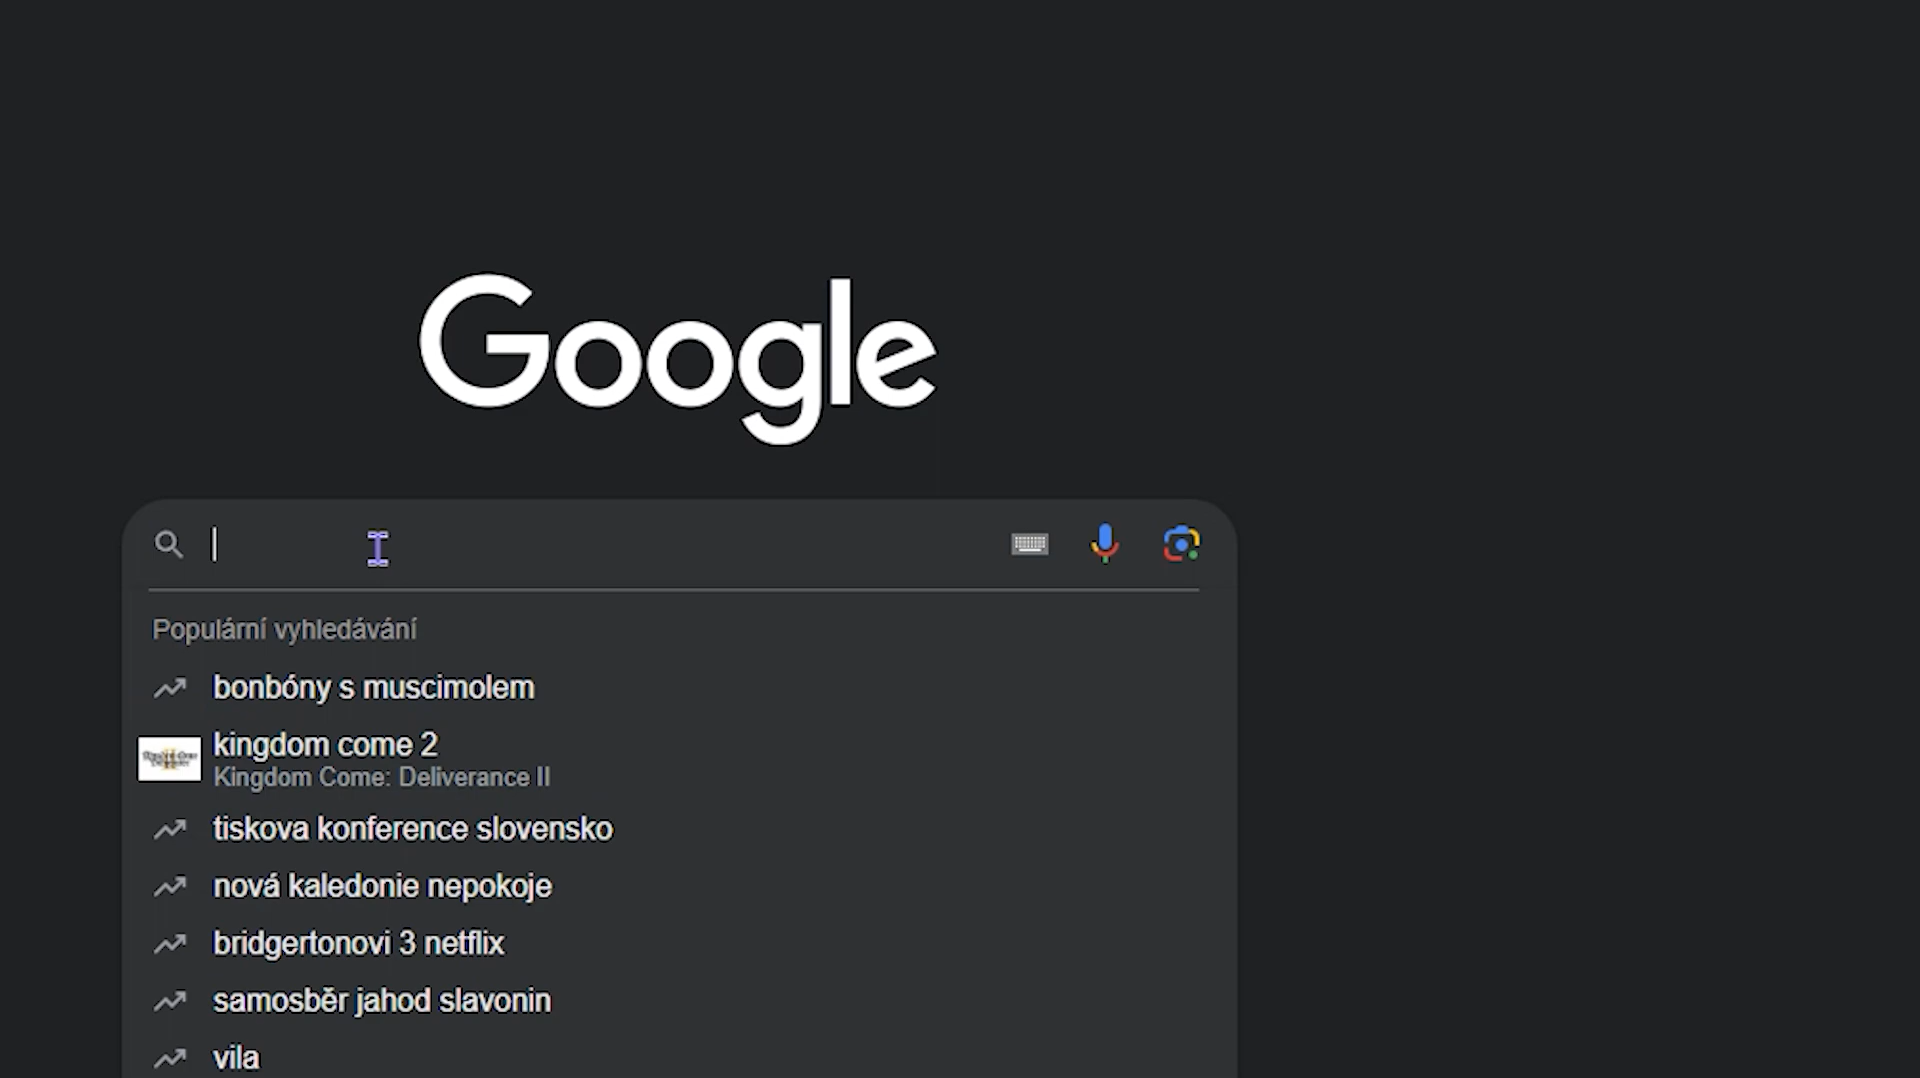 Google
Populární vyhledávání
bonbóny s muscimolem
kingdom come 2
Kingdom Come: Deliverance II
tiskova konference slovensko
nová kaledonie nepokoje
bridgertonovi 3 netflix
samosběr jahod slavonin
vila